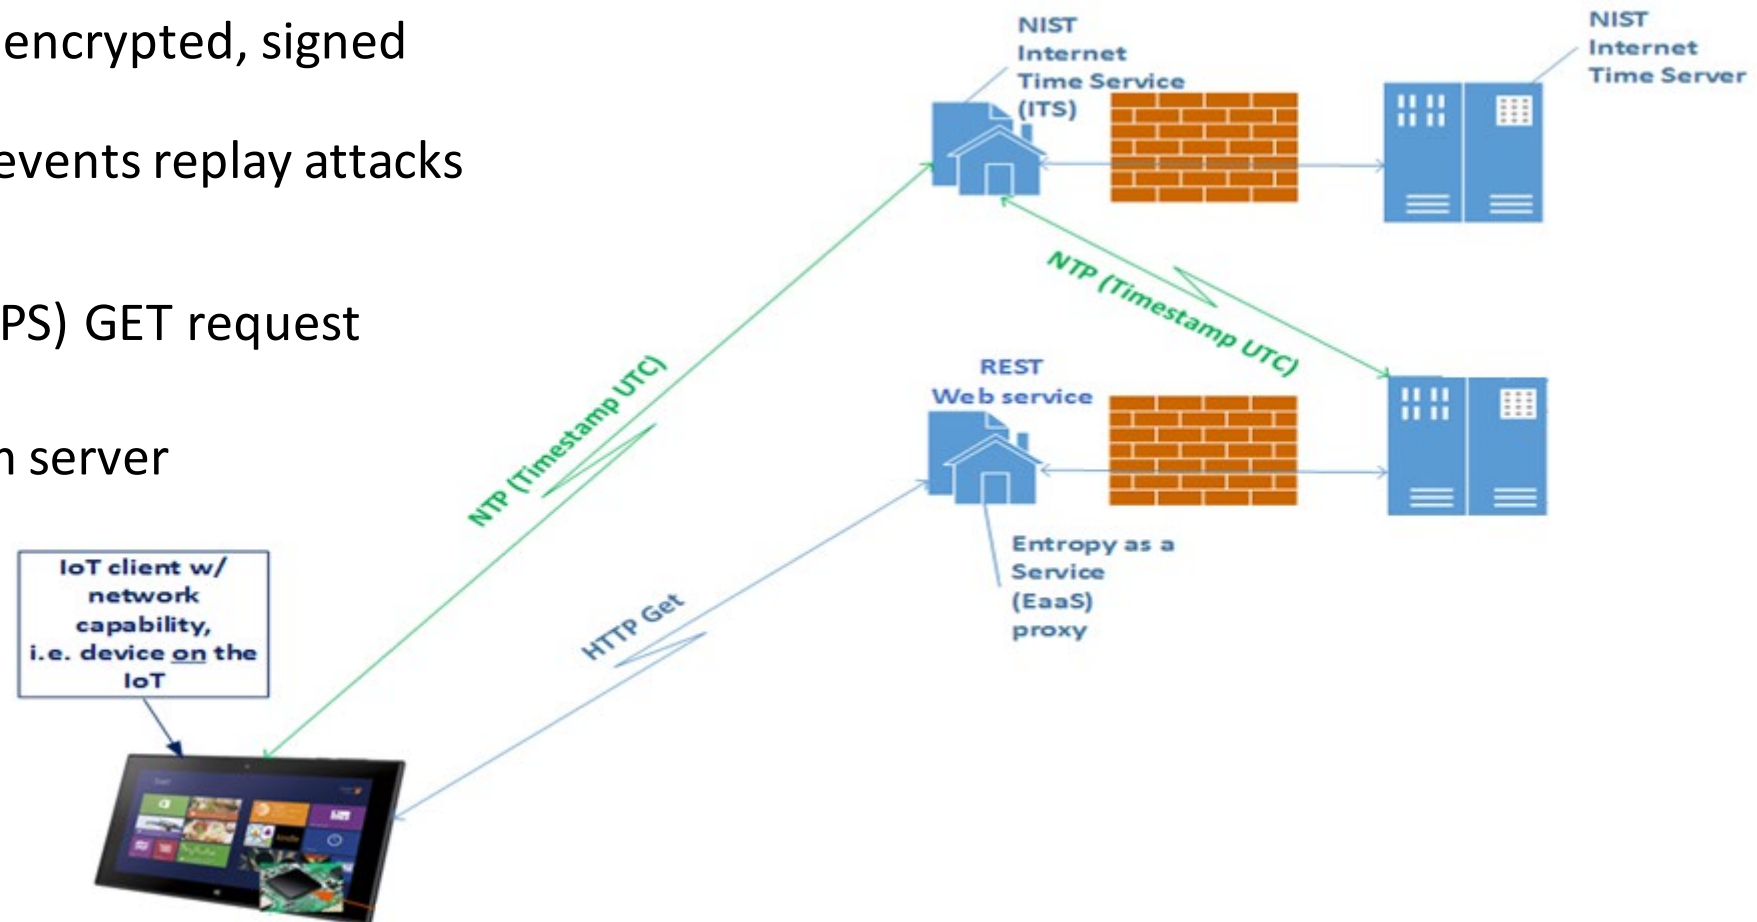 encrypted, signed
events replay attacks
PS) GET request
n server
NIST
Internet
Time Service
(ITS)
NIST
Internet
Time Server
NTP (Timestamp UTC)
NTP (Timestamp UTC)
REST
Web service
HTTP Get
Entropy as a
Service
(EaaS)
proxy
IoT client w/
network
capability,
i.e. device on the
IoT